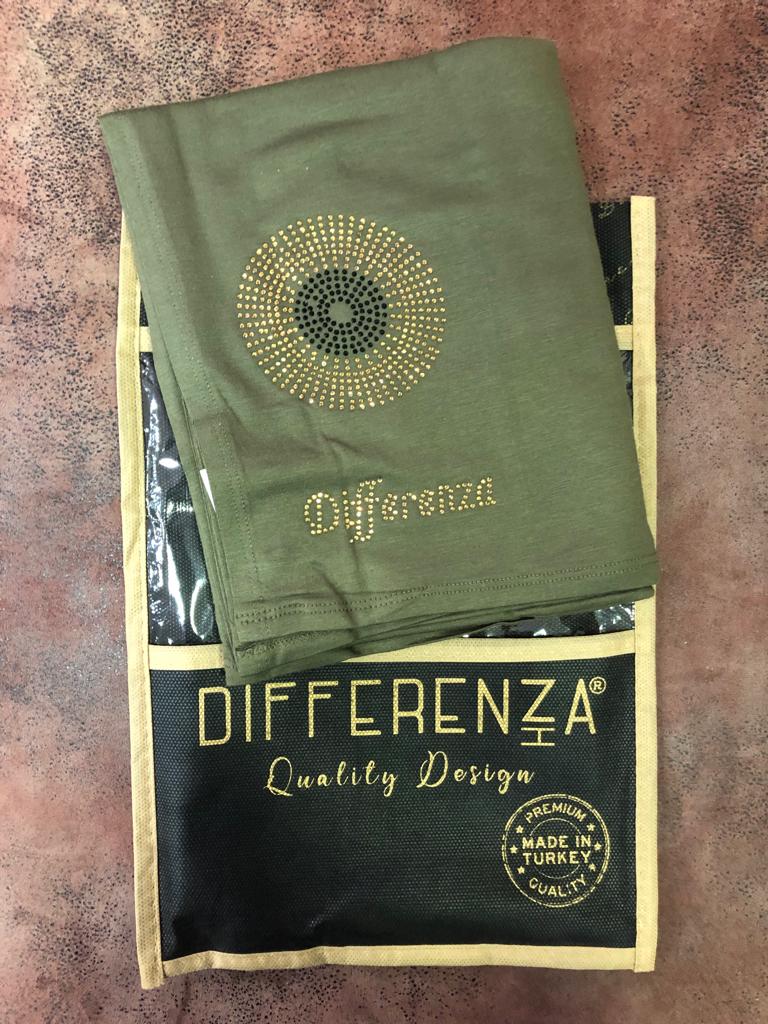 Differenza
DIFFERENZA®
Quality Design
PREMIUM
MADE IN
TURKEY
QUALITY